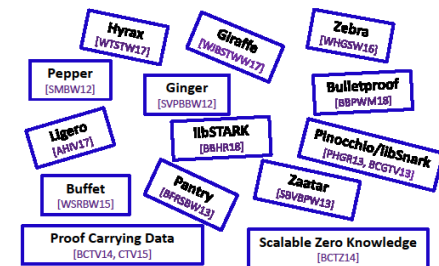 Hyrax
[WTSTW17]
Giraffe
[WJBSTWW17]
Zebra
[WHGSW16]
Pepper
[SMBW12]
Ginger
[SVPBBW12]
Bulletproof
[BBPWM18]
Ligero
[AHIV17]
libSTARK
[BBHR18]
Pinocchio/libSnark
[PHGR13, BCGTV13]
Buffet
[WSRBW15]
Pantry
[BFRSBW13]
Zaatar
[SBVBPW13]
Proof Carrying Data
[BCTV14, CTV15]
Scalable Zero Knowledge
[BCTZ14]